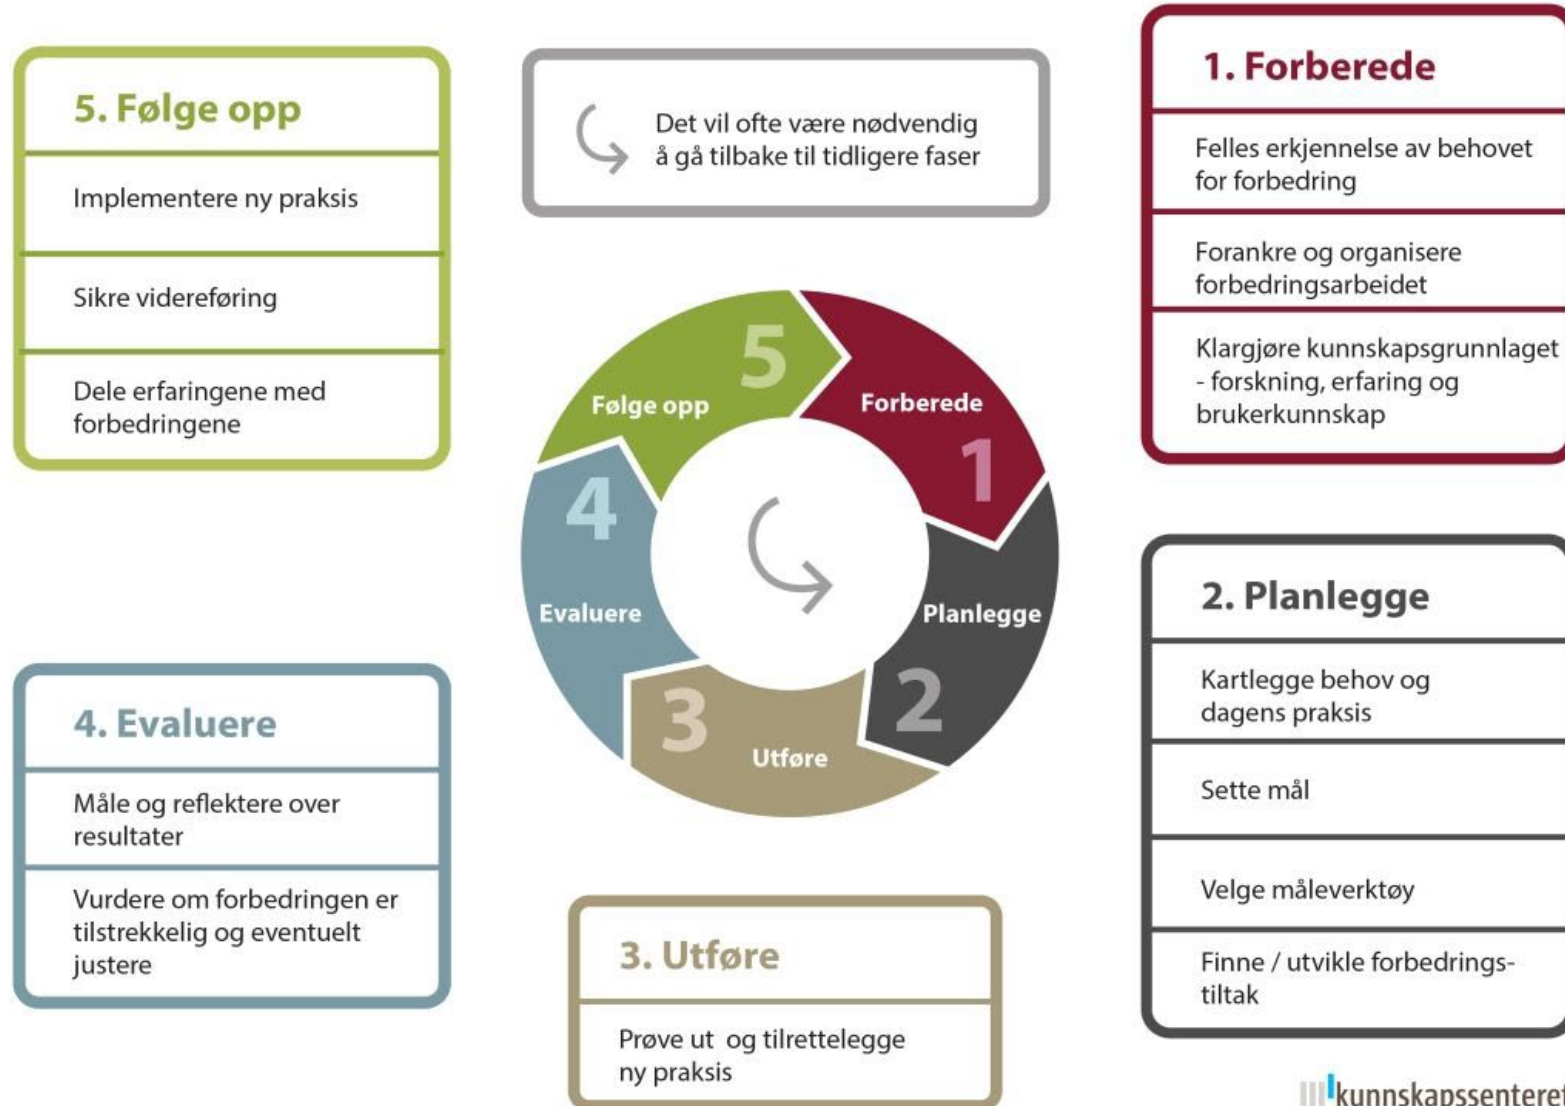 5. Følge opp
Implementere ny praksis
Sikre videreføring
Dele erfaringene med
forbedringene
Det vil ofte være nødvendig
å gå tilbake til tidligere faser
1. Forberede
Felles erkjennelse av behovet
for forbedring
Forankre og organisere
forbedringsarbeidet
Klargjøre kunnskapsgrunnlaget
- forskning, erfaring og
brukerkunnskap
5
Følge opp
Forberede
1
4
Evaluere
Planlegge
2
3
Utføre
2. Planlegge
Kartlegge behov og
dagens praksis
Sette mål
Velge måleverktøy
Finne / utvikle forbedrings-
tiltak
4. Evaluere
Måle og reflektere over
resultater
Vurdere om forbedringen er
tilstrekkelig og eventuelt
justere
3. Utføre
Prøve ut og tilrettelegge
ny praksis
kunnskapssenteret